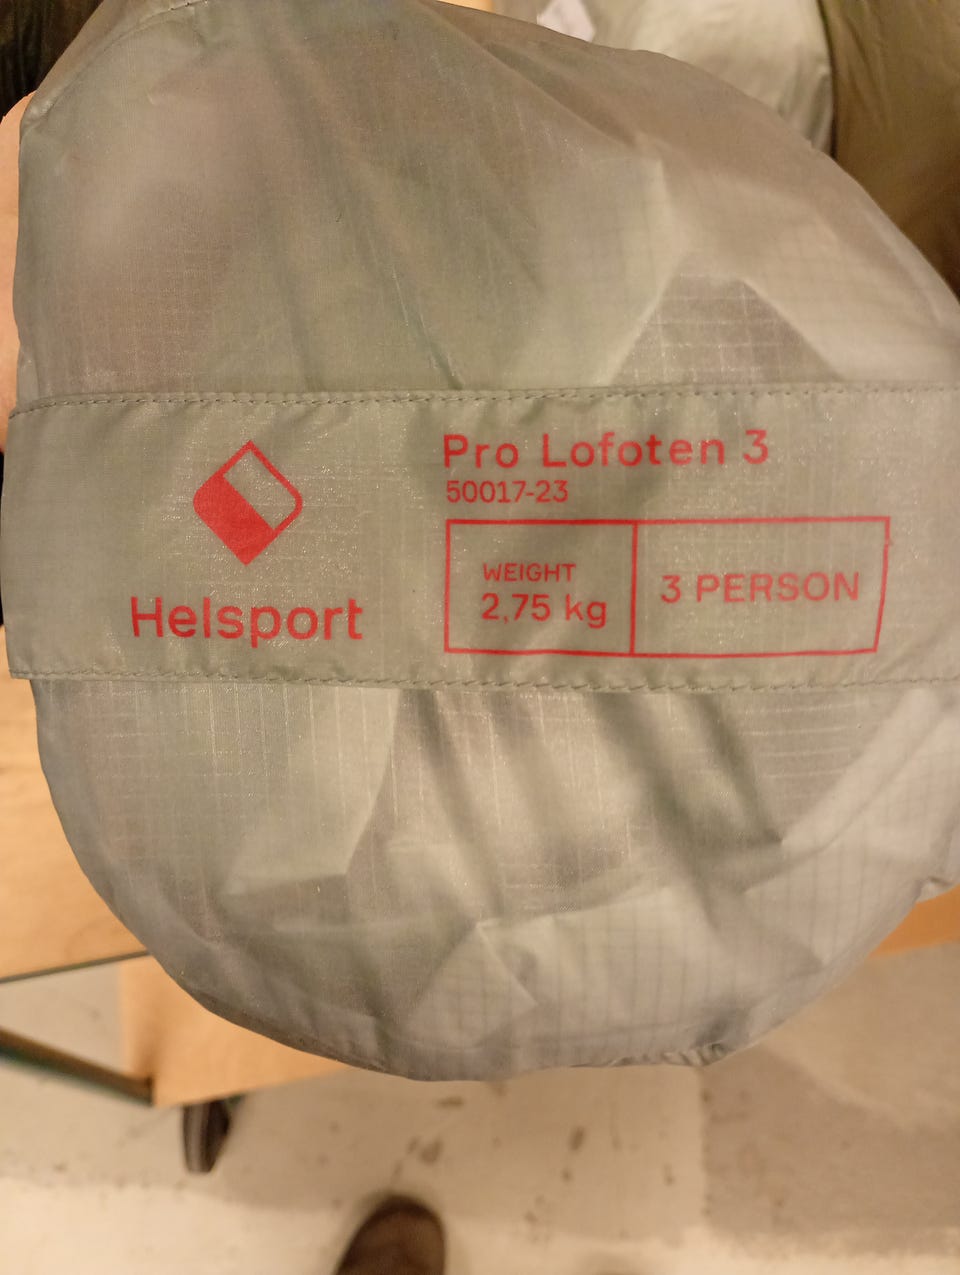 Helsport
Pro Lofoten 3
50017-23
WEIGHT
2,75 kg
3 PERSON